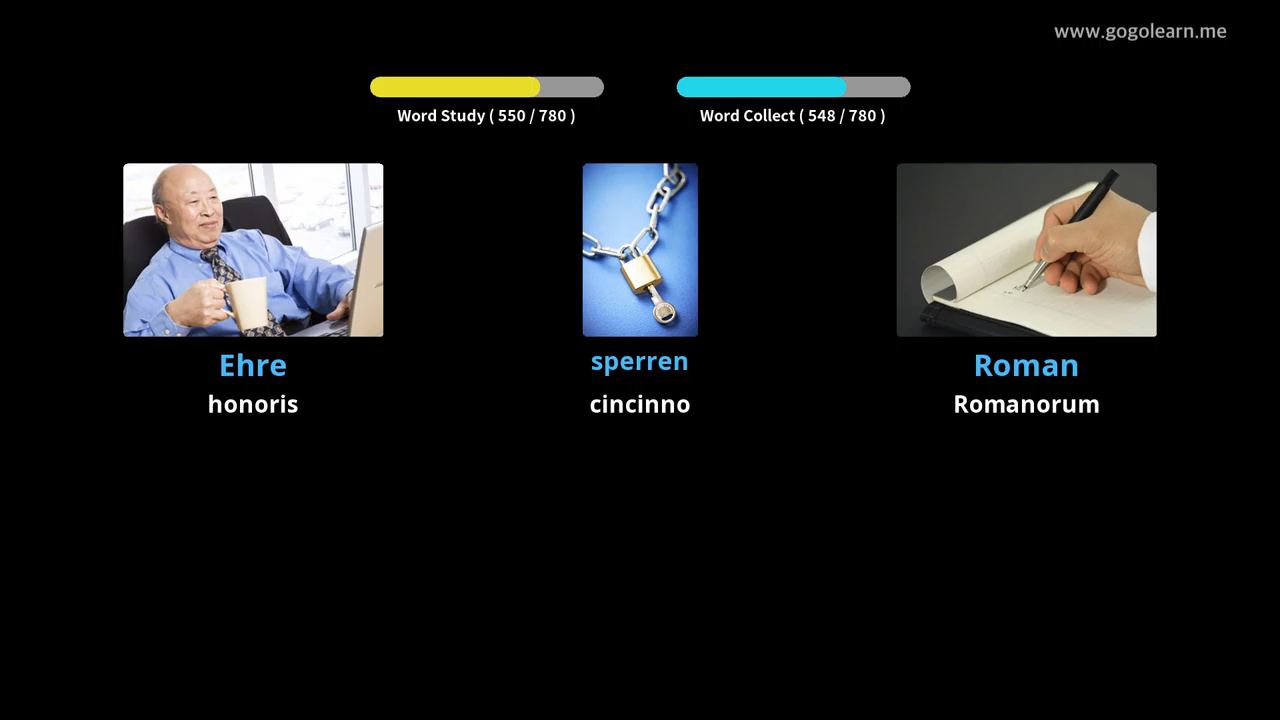 www.gogolearn.me
Word Study ( 550 / 780 )
Word Collect ( 548 / 780 )
Ehre
honoris
sperren
cincinno
Roman
Romanorum